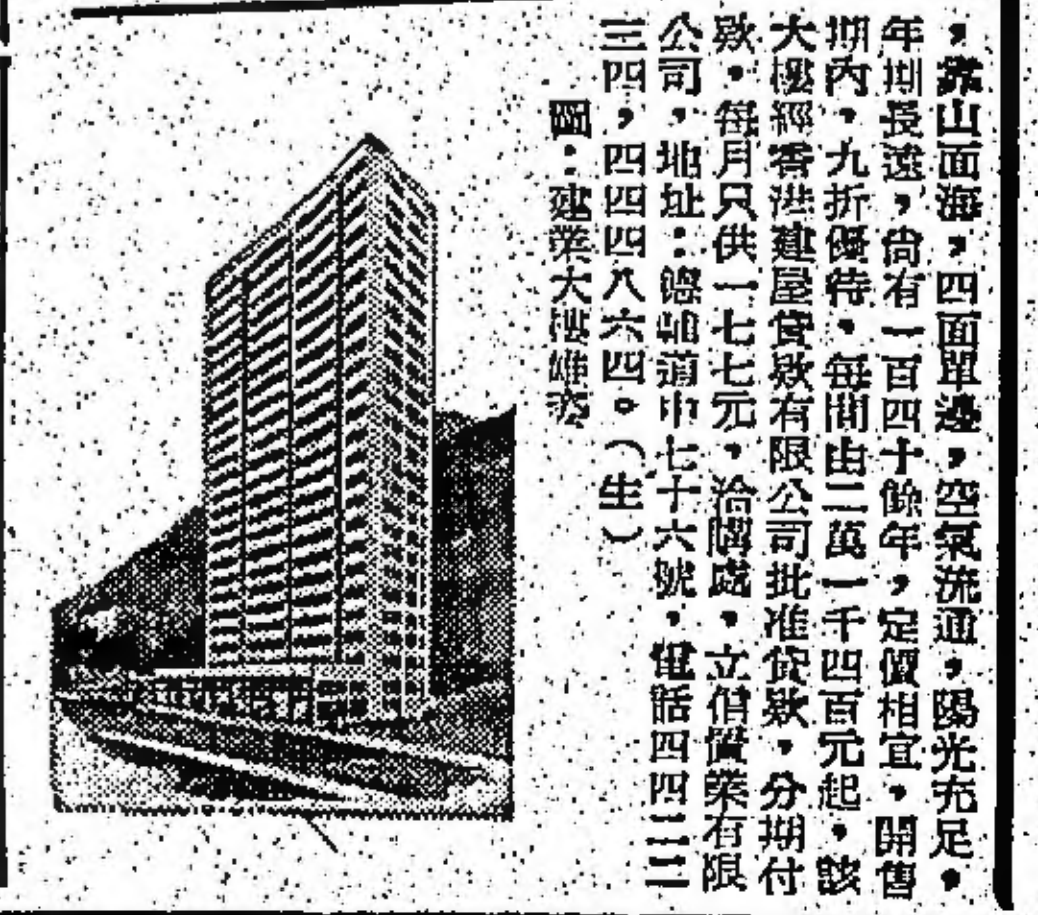 ，靠山面海，四面單邊，空氣流通，陽光充足，
年期長遠，尚有一百四十餘年，定價相宜，開售
期內，九折優待，每間由二萬一千四百元起，該
大樓經香港建屋貸款有限公司批准貸款，分期付
款，每月只供一七七元，洽購處，立信置業有限
公司，地址：德輔道中七十六號，電話四四三二
三四，四四四八六四。（生）
圖：建業大樓雄姿